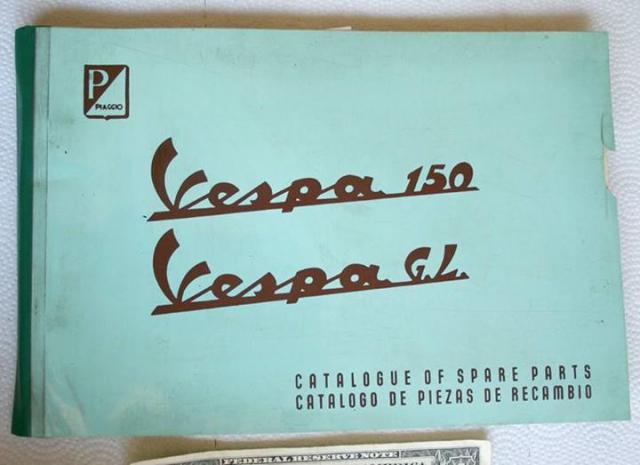 P
PIAGGIO
Vespa 150
Vespa G.L.
CATALOGUE OF SPARE PARTS
CATALOGO DE PIEZAS DE RECAMBIO
FEDERAL RESERVE NOTE